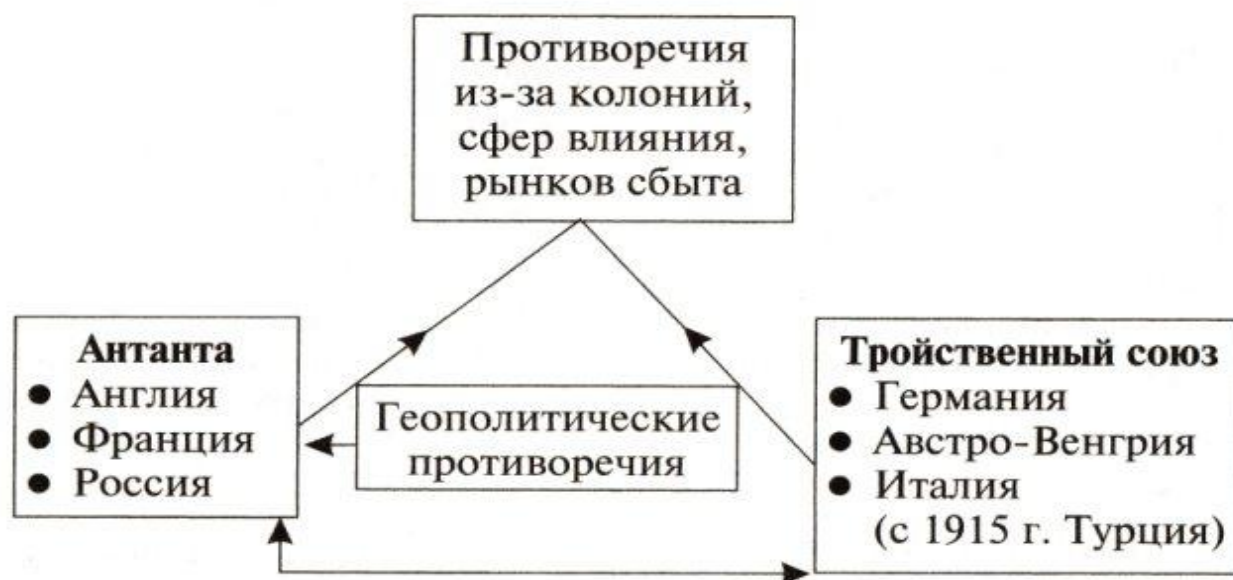 Противоречия
из-за колоний,
сфер влияния,
рынков сбыта
Антанта
● Англия
● Франция
● Россия
Геополитические
противоречия
Тройственный союз
● Германия
● Австро-Венгрия
● Италия
(с 1915 г. Турция)